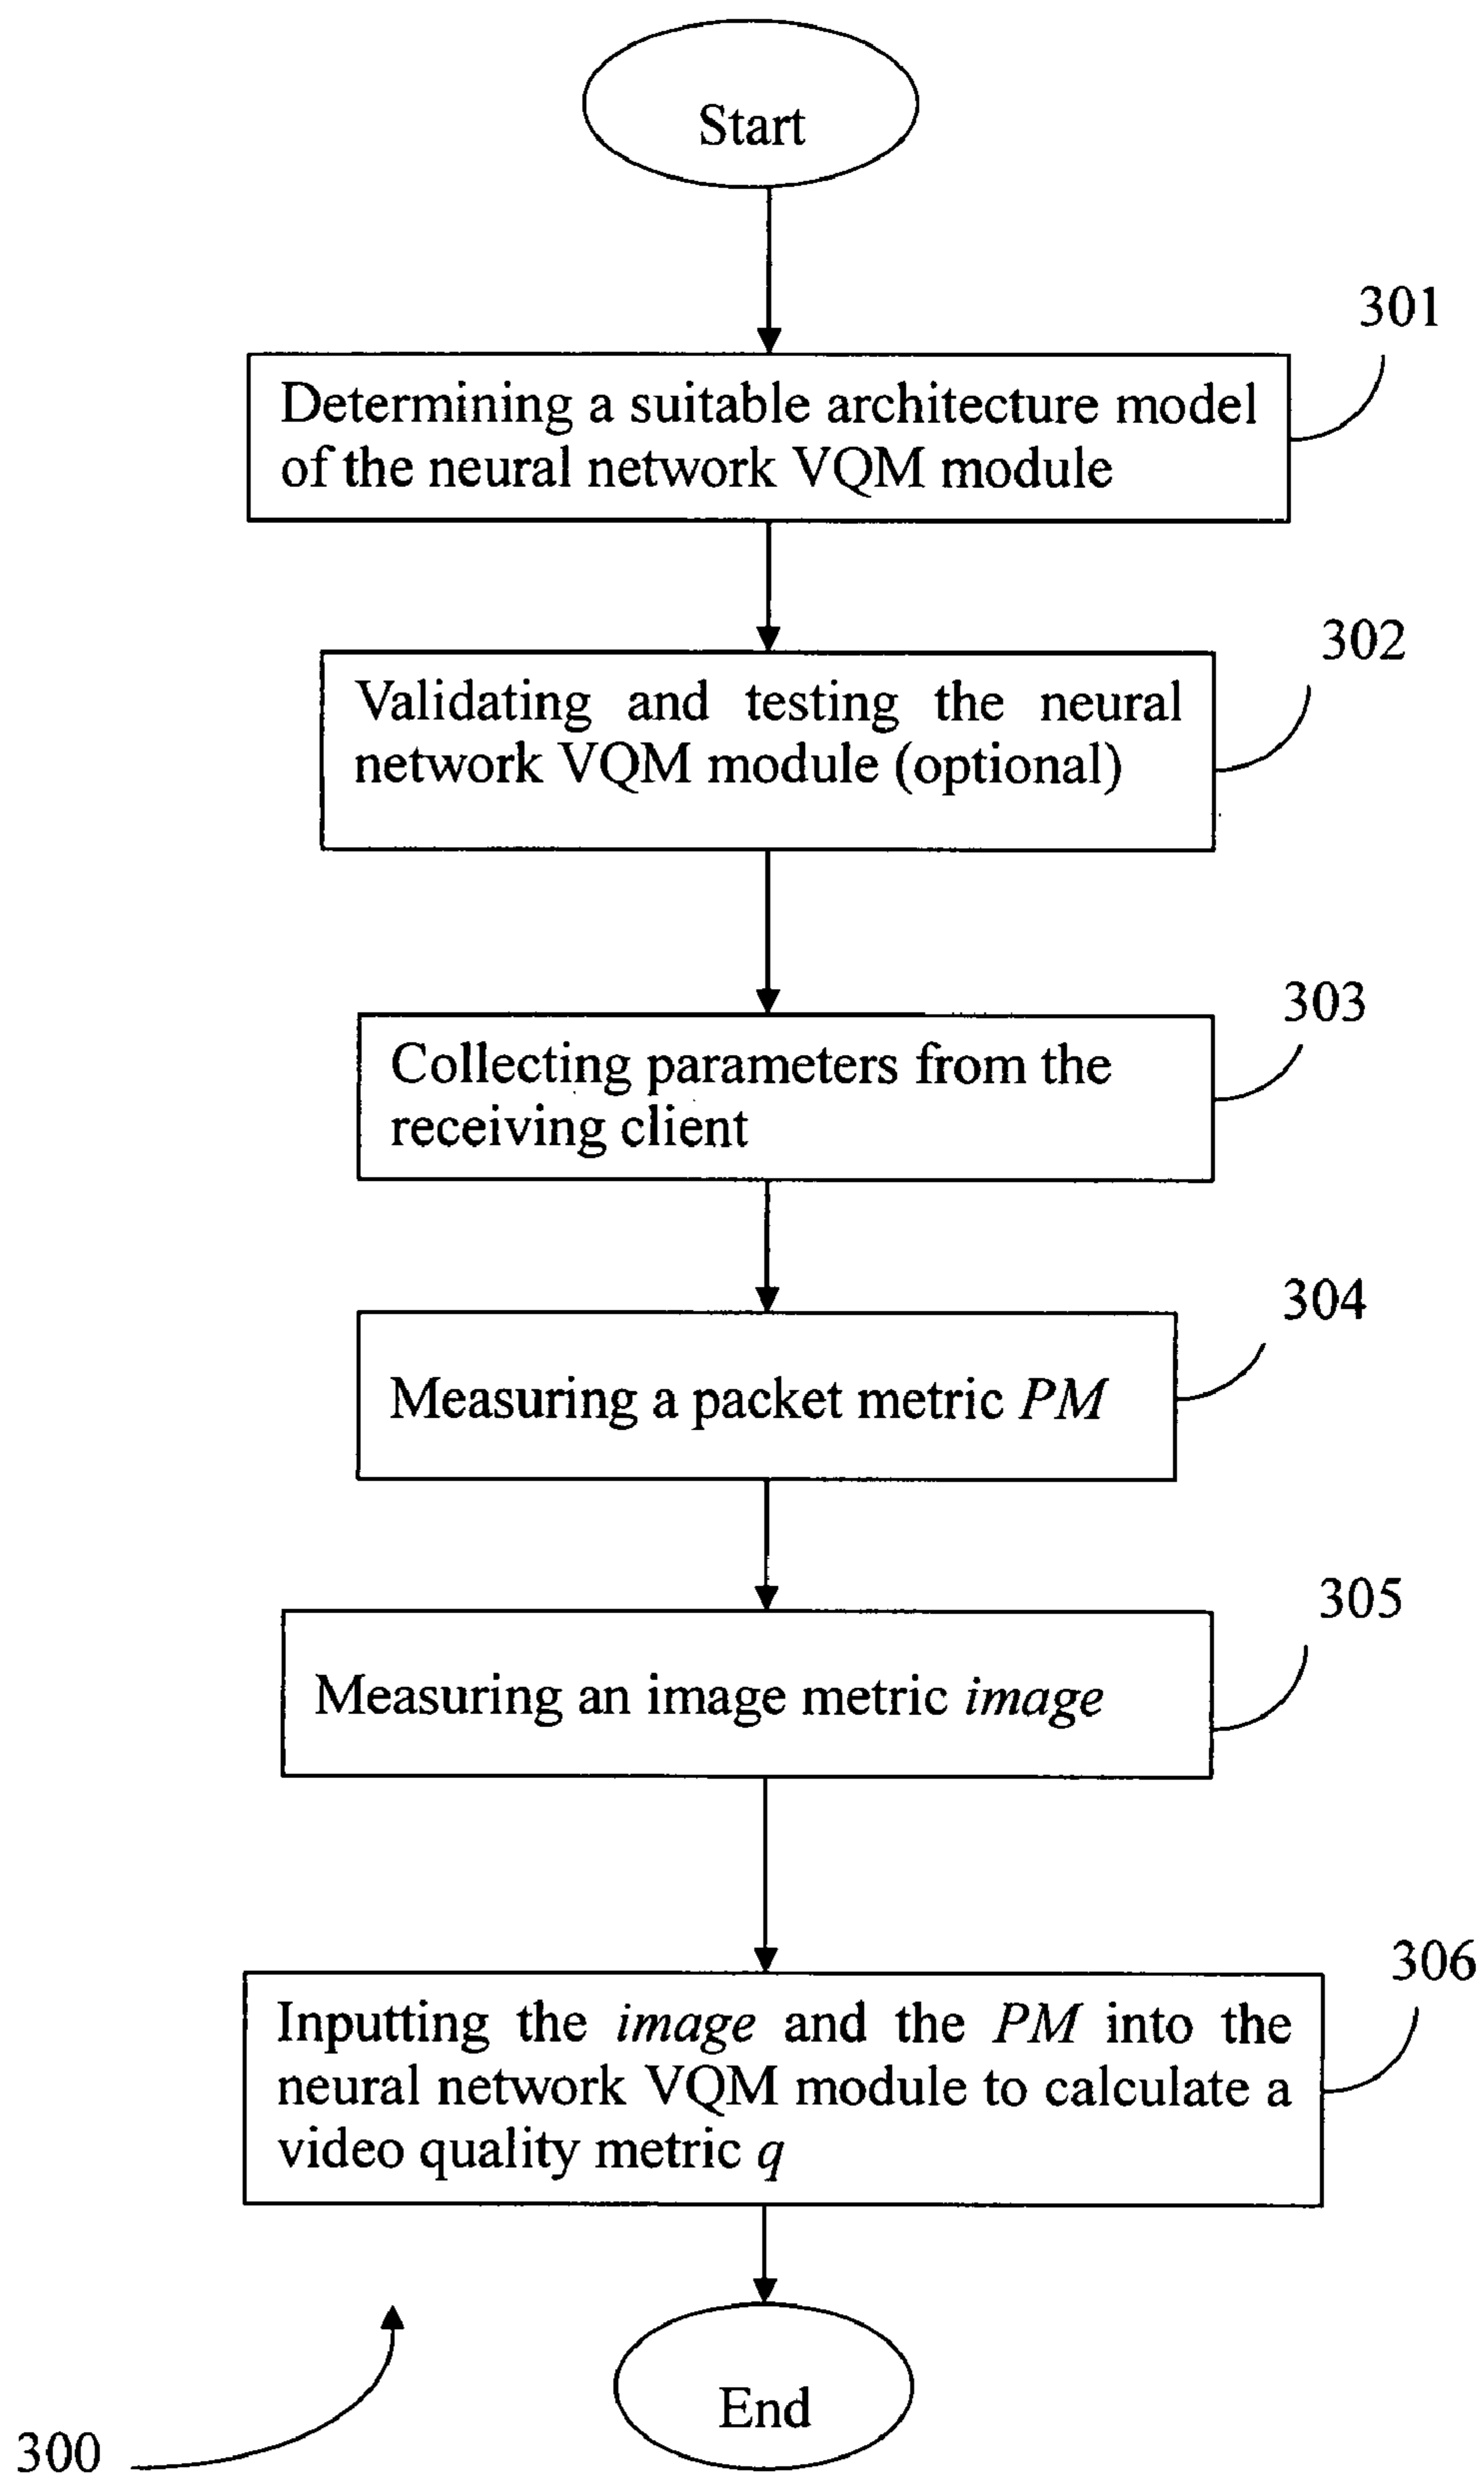 Start
301
Determining a suitable architecture model
of the neural network VQM module
302
Validating and testing the neural
network VQM module (optional)
303
Collecting parameters from the
receiving client
304
Measuring a packet metric PM
305
Measuring an image metric image
306
Inputting the image and the PM into the
neural network VQM module to calculate a
video quality metric q
End
300